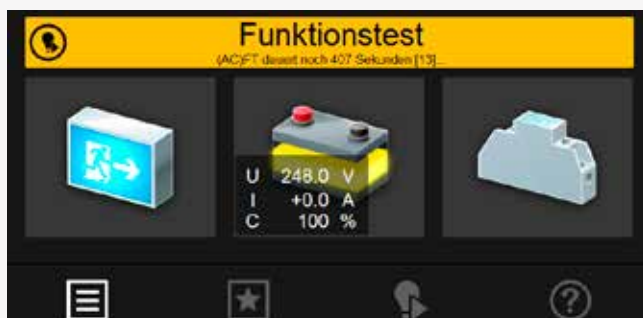 Funktionstest
(AC)FT dauert noch 407 Sekunden [13]...
U 248.0 V
I +0.0 A
C 100 %